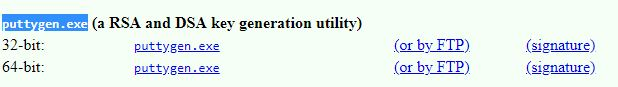 puttygen.exe (a RSA and DSA key generation utility)
32-bit: puttygen.exe (or by FTP) (signature)
64-bit: puttygen.exe (or by FTP) (signature)